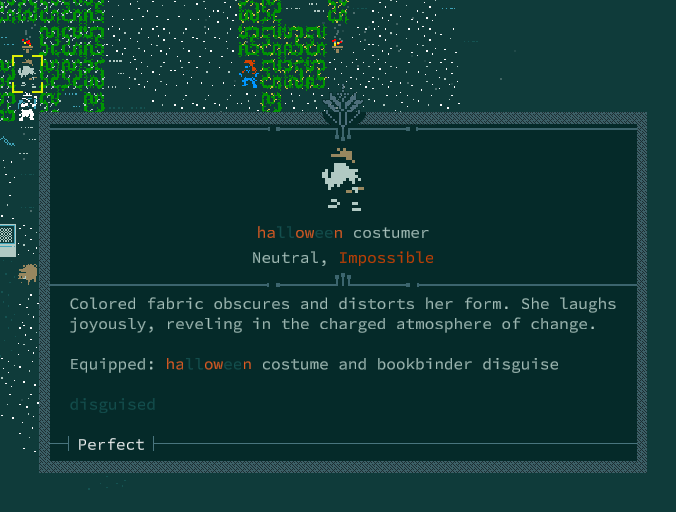 halloween costumer
Neutral, Impossible
Colored fabric obscures and distorts her form. She laughs
joyously, reveling in the charged atmosphere of change.
Equipped: halloween costume and bookbinder disguise
disguised
Perfect